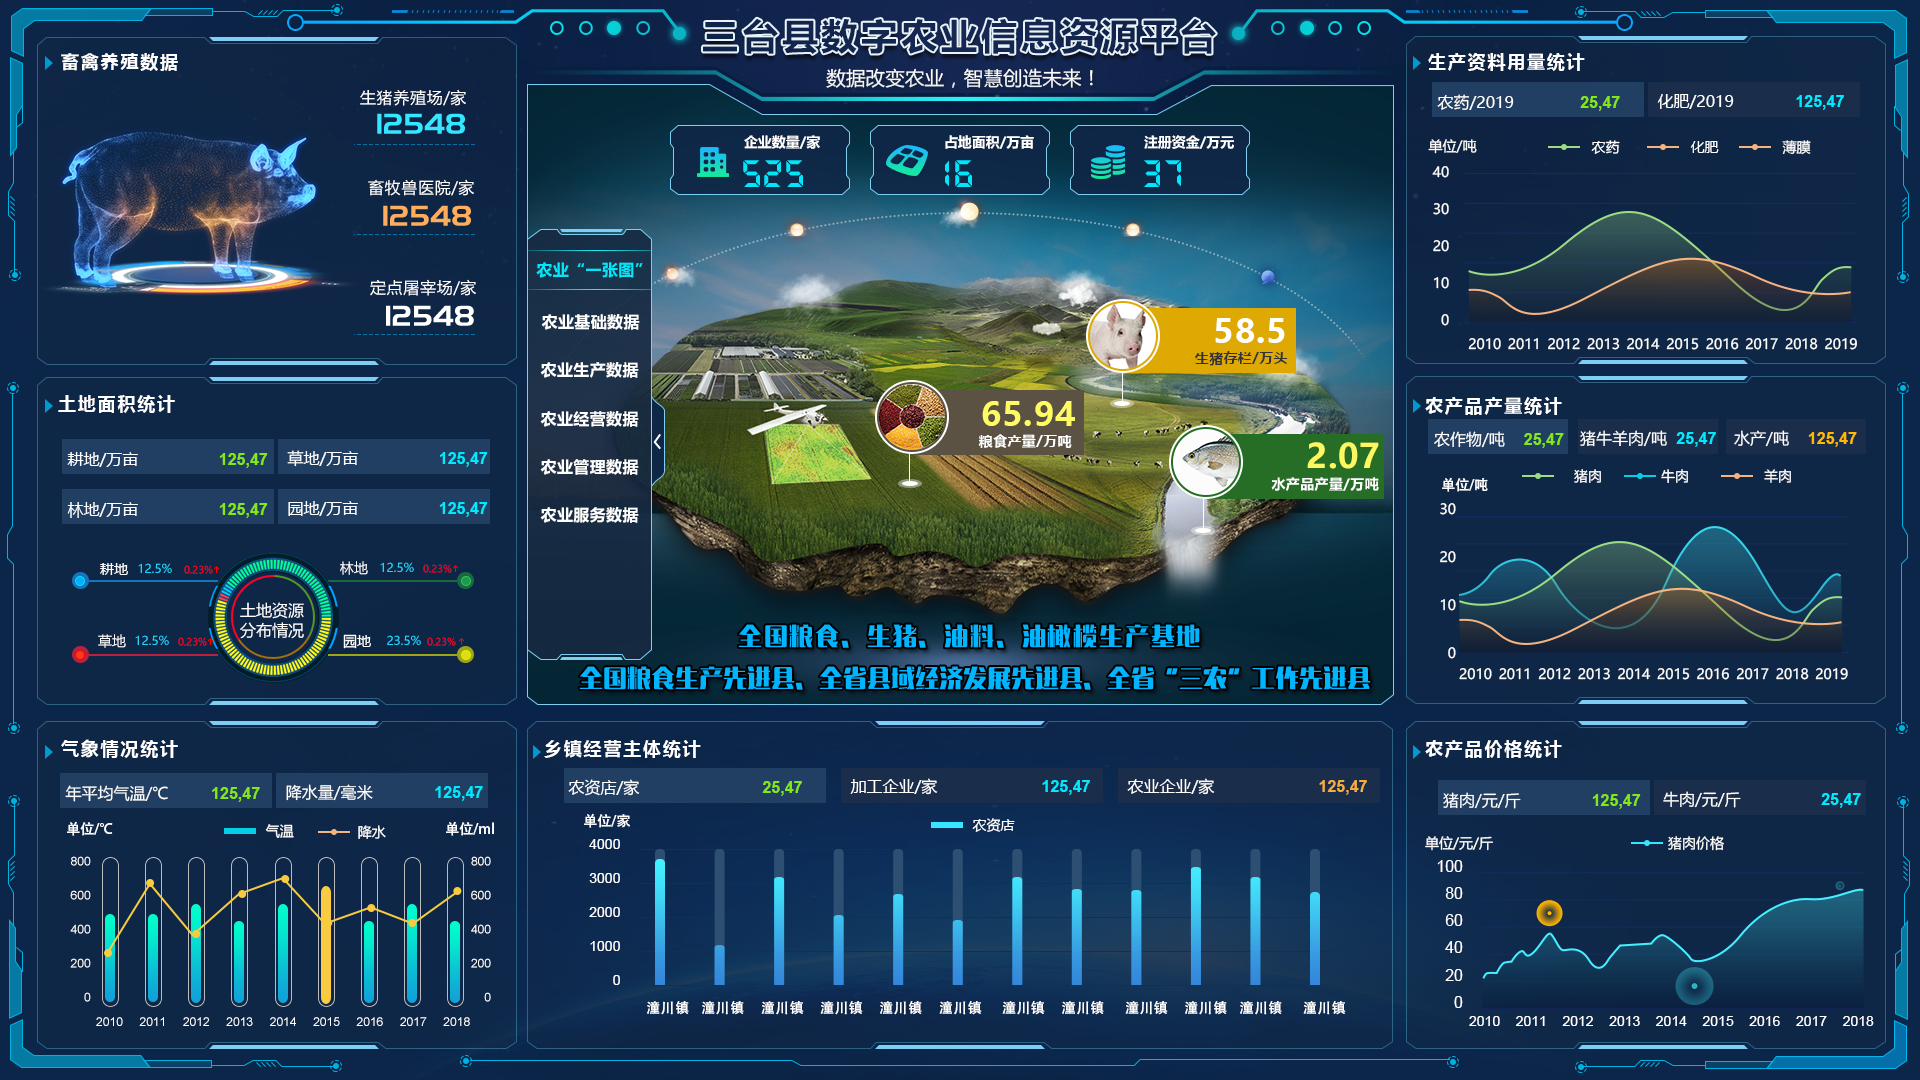 三台县数字农业信息资源平台
数据改变农业，智慧创造未来！
畜禽养殖数据
生猪养殖场/家
12548
畜牧兽医院/家
12548
定点屠宰场/家
12548
土地面积统计
耕地/万亩 125,47 草地/万亩 125,47
林地/万亩 125,47 园地/万亩 125,47
耕地 12.5% 0.23%↑ 林地 12.5% 0.23%↑
土地资源
分布情况
草地 12.5% 0.23%↑ 园地 23.5% 0.23%↑
气象情况统计
年平均气温/℃ 125,47 降水量/毫米 125,47
单位/℃ 气温 降水 单位/ml
800 800
600 600
400 400
200 200
0 0
2010 2011 2012 2013 2014 2015 2016 2017 2018
企业数量/家
525
占地面积/万亩
16
注册资金/万元
37
农业“一张图”
农业基础数据
农业生产数据
农业经营数据
农业管理数据
农业服务数据
58.5
生猪存栏/万头
65.94
粮食产量/万吨
2.07
水产品产量/万吨
全国粮食、生猪、油料、油橄榄生产基地
全国粮食生产先进县、全省县域经济发展先进县、全省“三农”工作先进县
乡镇经营主体统计
农资店/家 25,47 加工企业/家 125,47 农业企业/家 125,47
单位/家 农资店
4000
3000
2000
1000
0
潼川镇 潼川镇 潼川镇 潼川镇 潼川镇 潼川镇 潼川镇 潼川镇 潼川镇 潼川镇 潼川镇 潼川镇
生产资料用量统计
农药/2019 25,47 化肥/2019 125,47
单位/吨 农药 化肥 薄膜
40
30
20
10
0
2010 2011 2012 2013 2014 2015 2016 2017 2018 2019
农产品产量统计
农作物/吨 25,47 猪牛羊肉/吨 25,47 水产/吨 125,47
单位/吨 猪肉 牛肉 羊肉
30
20
10
0
2010 2011 2012 2013 2014 2015 2016 2017 2018 2019
农产品价格统计
猪肉/元/斤 125,47 牛肉/元/斤 25,47
单位/元/斤 猪肉价格
100
80
60
40
20
0
2010 2011 2012 2013 2014 2015 2016 2017 2018